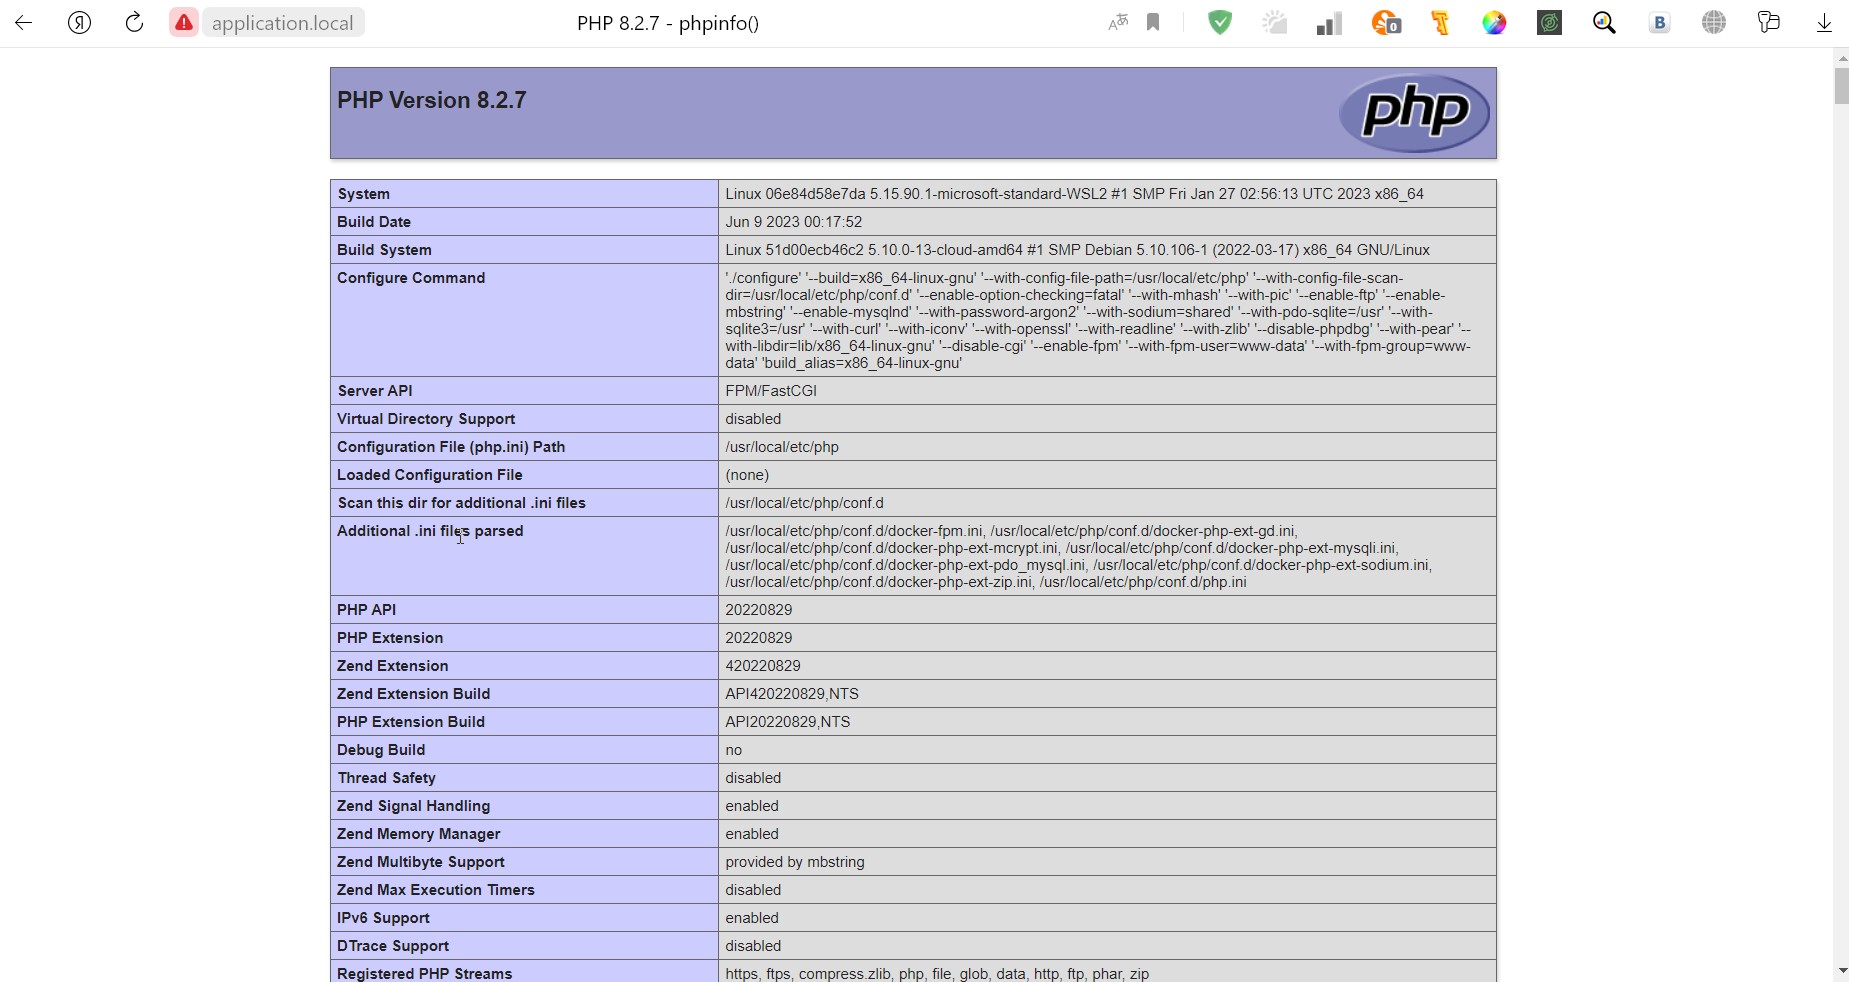 application.local
PHP 8.2.7 - phpinfo()
0
B
PHP Version 8.2.7
php
System Linux 06e84d58e7da 5.15.90.1-microsoft-standard-WSL2 #1 SMP Fri Jan 27 02:56:13 UTC 2023 x86_64
Build Date Jun 9 2023 00:17:52
Build System Linux 51d00ecb46c2 5.10.0-13-cloud-amd64 #1 SMP Debian 5.10.106-1 (2022-03-17) x86_64 GNU/Linux
Configure Command './configure' '--build=x86_64-linux-gnu' '--with-config-file-path=/usr/local/etc/php' '--with-config-file-scan-
dir=/usr/local/etc/php/conf.d' '--enable-option-checking=fatal' '--with-mhash' '--with-pic' '--enable-ftp' '--enable-
mbstring' '--enable-mysqlnd' '--with-password-argon2' '--with-sodium=shared' '--with-pdo-sqlite=/usr' '--with-
sqlite3=/usr' '--with-curl' '--with-iconv' '--with-openssl' '--with-readline' '--with-zlib' '--disable-phpdbg' '--with-pear' '--
with-libdir=lib/x86_64-linux-gnu' '--disable-cgi' '--enable-fpm' '--with-fpm-user=www-data' '--with-fpm-group=www-
data' 'build_alias=x86_64-linux-gnu'
Server API FPM/FastCGI
Virtual Directory Support disabled
Configuration File (php.ini) Path /usr/local/etc/php
Loaded Configuration File (none)
Scan this dir for additional .ini files /usr/local/etc/php/conf.d
Additional .ini files parsed /usr/local/etc/php/conf.d/docker-fpm.ini, /usr/local/etc/php/conf.d/docker-php-ext-gd.ini,
/usr/local/etc/php/conf.d/docker-php-ext-mcrypt.ini, /usr/local/etc/php/conf.d/docker-php-ext-mysqli.ini,
/usr/local/etc/php/conf.d/docker-php-ext-pdo_mysql.ini, /usr/local/etc/php/conf.d/docker-php-ext-sodium.ini,
/usr/local/etc/php/conf.d/docker-php-ext-zip.ini, /usr/local/etc/php/conf.d/php.ini
PHP API 20220829
PHP Extension 20220829
Zend Extension 420220829
Zend Extension Build API420220829,NTS
PHP Extension Build API20220829,NTS
Debug Build no
Thread Safety disabled
Zend Signal Handling enabled
Zend Memory Manager enabled
Zend Multibyte Support provided by mbstring
Zend Max Execution Timers disabled
IPv6 Support enabled
DTrace Support disabled
Registered PHP Streams https, ftps, compress.zlib, php, file, glob, data, http, ftp, phar, zip